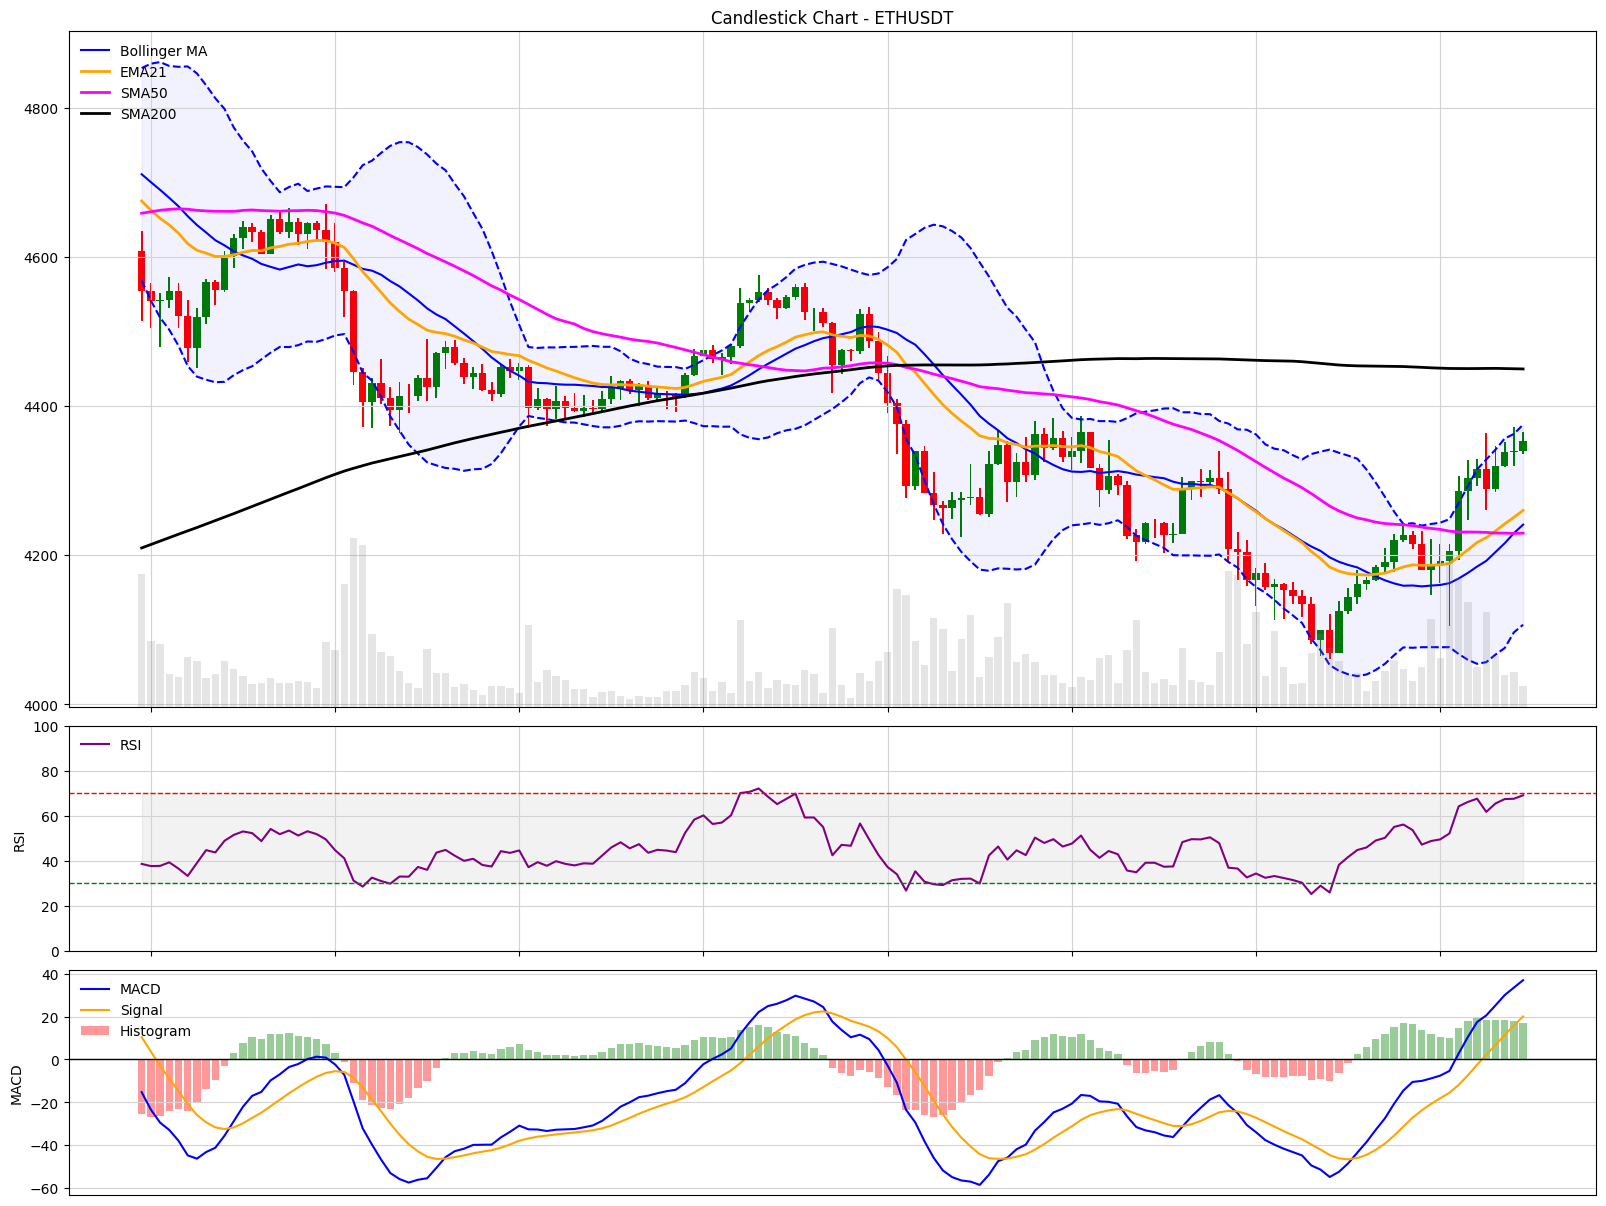 Candlestick Chart - ETHUSDT
Bollinger MA
EMA21
SMA50
SMA200
4800
4600
4400
4200
4000
RSI
RSI
100
80
60
40
20
0
MACD
MACD
Signal
Histogram
40
20
0
−20
−40
−60